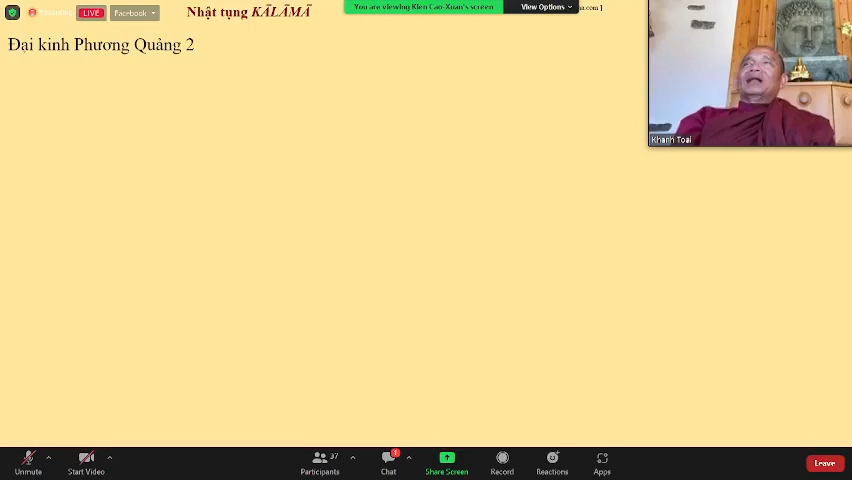 LIVE
Facebook
Nhật tụng KĀLĀMĀ
You are viewing Kien Cao-Xuan's screen
View Options
Đại kinh Phương Quảng 2
Khanh Toai
Unmute
Start Video
37
Participants
1
Chat
Share Screen
Record
Reactions
Apps
Leave